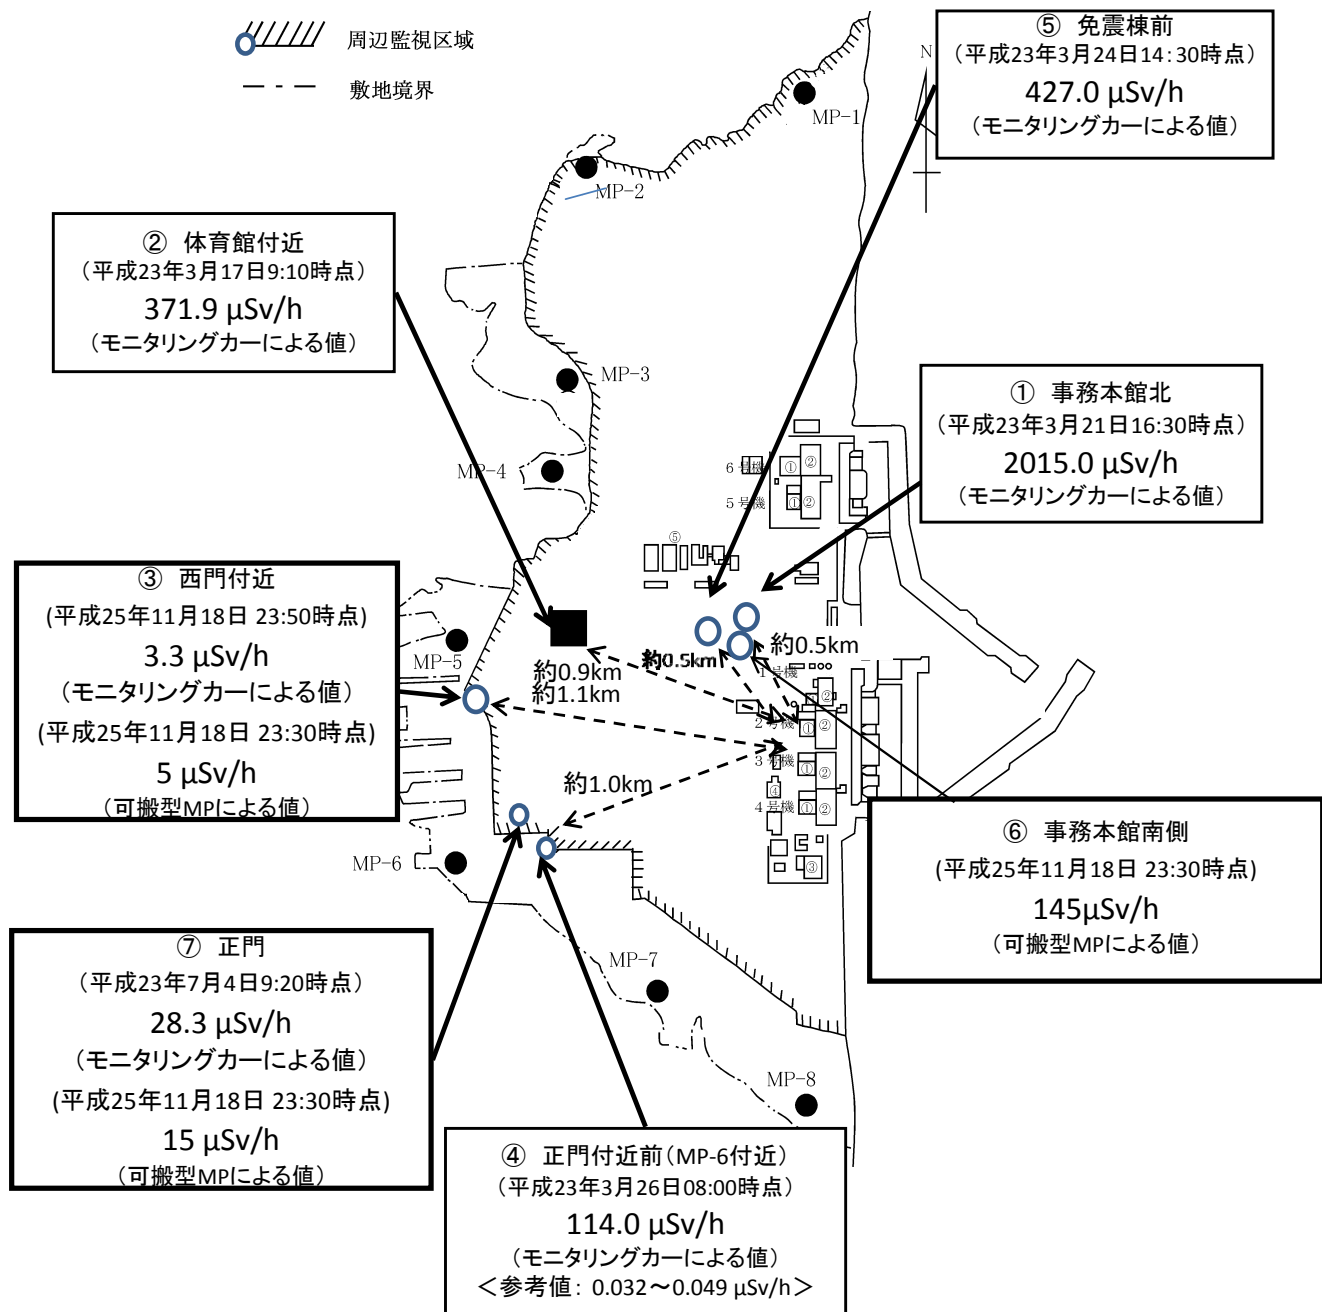 周辺監視区域
敷地境界
⑤ 免震棟前
（平成23年3月24日14:30時点）
427.0 μSv/h
（モニタリングカーによる値）
N
MP-1
MP-2
② 体育館付近
（平成23年3月17日9:10時点）
371.9 μSv/h
（モニタリングカーによる値）
MP-3
① 事務本館北
（平成23年3月21日16:30時点）
2015.0 μSv/h
（モニタリングカーによる値）
MP-4
6号機
① ②
5号機
① ②
⑤
③ 西門付近
(平成25年11月18日 23:50時点)
3.3 μSv/h
（モニタリングカーによる値）
(平成25年11月18日 23:30時点)
5 μSv/h
（可搬型MPによる値）
MP-5
約0.9km
約0.5km
約0.5km
約1.1km
1号機
②
2号機
① ②
3号機
① ②
④
4号機
① ②
③
約1.0km
⑥ 事務本館南側
(平成25年11月18日 23:30時点)
145μSv/h
（可搬型MPによる値）
MP-6
⑦ 正門
（平成23年7月4日9:20時点）
28.3 μSv/h
（モニタリングカーによる値）
(平成25年11月18日 23:30時点)
15 μSv/h
（可搬型MPによる値）
MP-7
MP-8
④ 正門付近前（MP-6付近）
（平成23年3月26日08:00時点）
114.0 μSv/h
（モニタリングカーによる値）
＜参考値: 0.032～0.049 μSv/h＞